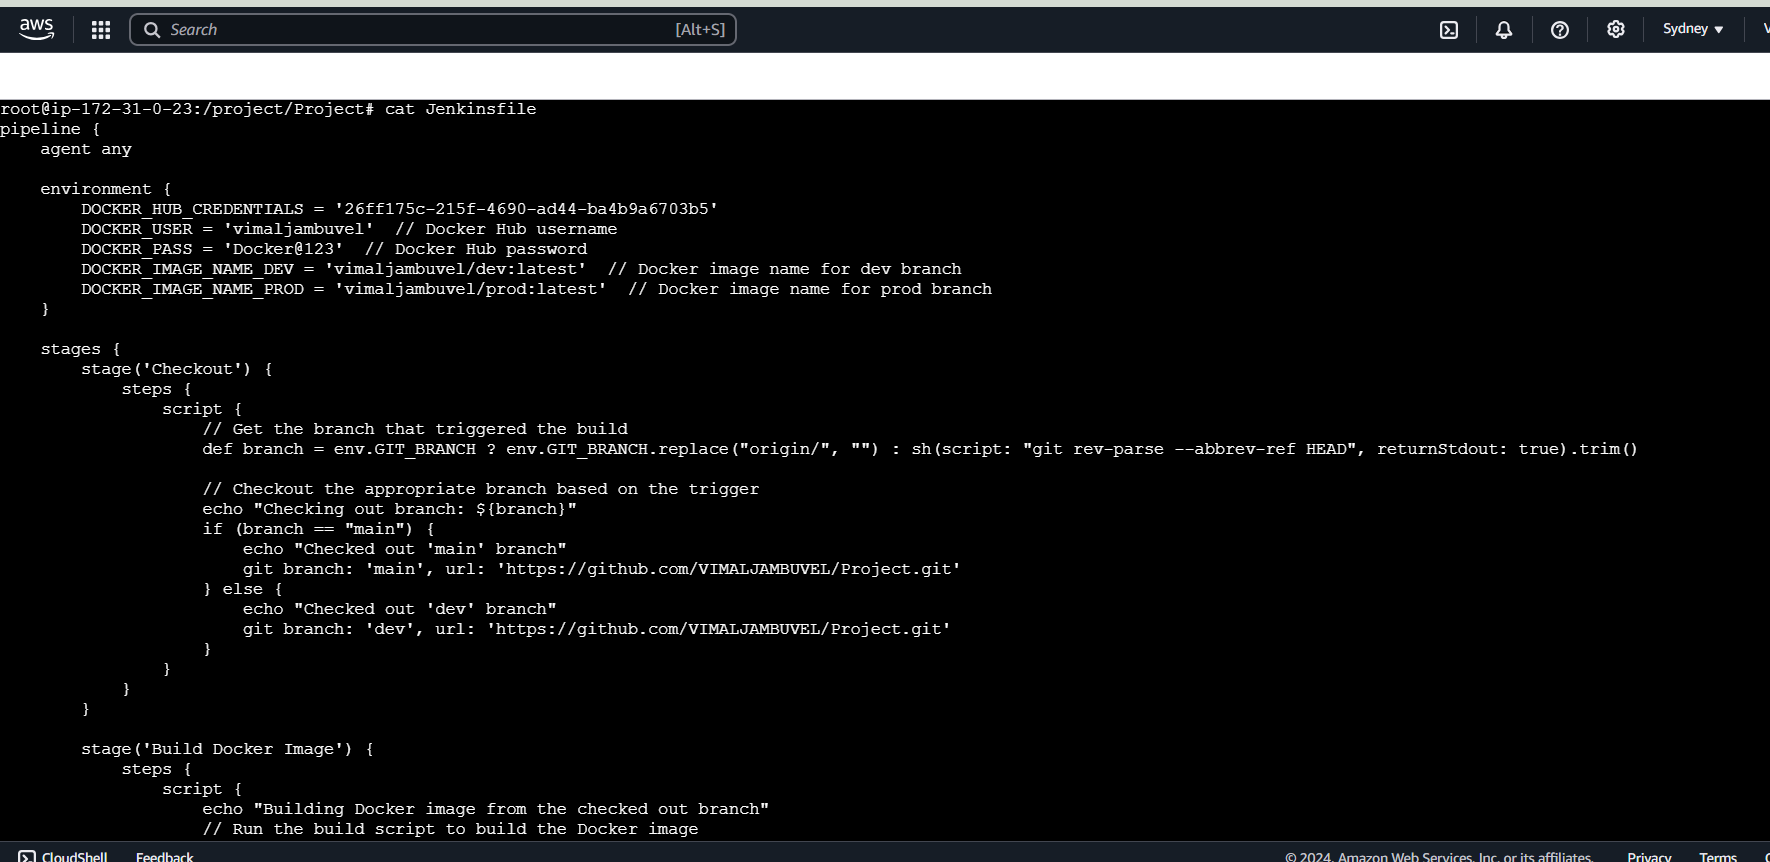 aws
Search [Alt+S]
Sydney ▼ V
root@ip-172-31-0-23:/project/Project# cat Jenkinsfile
pipeline {
    agent any

    environment {
        DOCKER_HUB_CREDENTIALS = '26ff175c-215f-4690-ad44-ba4b9a6703b5'
        DOCKER_USER = 'vimaljambuvel'  // Docker Hub username
        DOCKER_PASS = 'Docker@123'  // Docker Hub password
        DOCKER_IMAGE_NAME_DEV = 'vimaljambuvel/dev:latest'  // Docker image name for dev branch
        DOCKER_IMAGE_NAME_PROD = 'vimaljambuvel/prod:latest'  // Docker image name for prod branch
    }

    stages {
        stage('Checkout') {
            steps {
                script {
                    // Get the branch that triggered the build
                    def branch = env.GIT_BRANCH ? env.GIT_BRANCH.replace("origin/", "") : sh(script: "git rev-parse --abbrev-ref HEAD", returnStdout: true).trim()

                    // Checkout the appropriate branch based on the trigger
                    echo "Checking out branch: ${branch}"
                    if (branch == "main") {
                        echo "Checked out 'main' branch"
                        git branch: 'main', url: 'https://github.com/VIMALJAMBUVEL/Project.git'
                    } else {
                        echo "Checked out 'dev' branch"
                        git branch: 'dev', url: 'https://github.com/VIMALJAMBUVEL/Project.git'
                    }
                }
            }
        }

        stage('Build Docker Image') {
            steps {
                script {
                    echo "Building Docker image from the checked out branch"
                    // Run the build script to build the Docker image
CloudShell Feedback © 2024, Amazon Web Services, Inc. or its affiliates. Privacy Terms